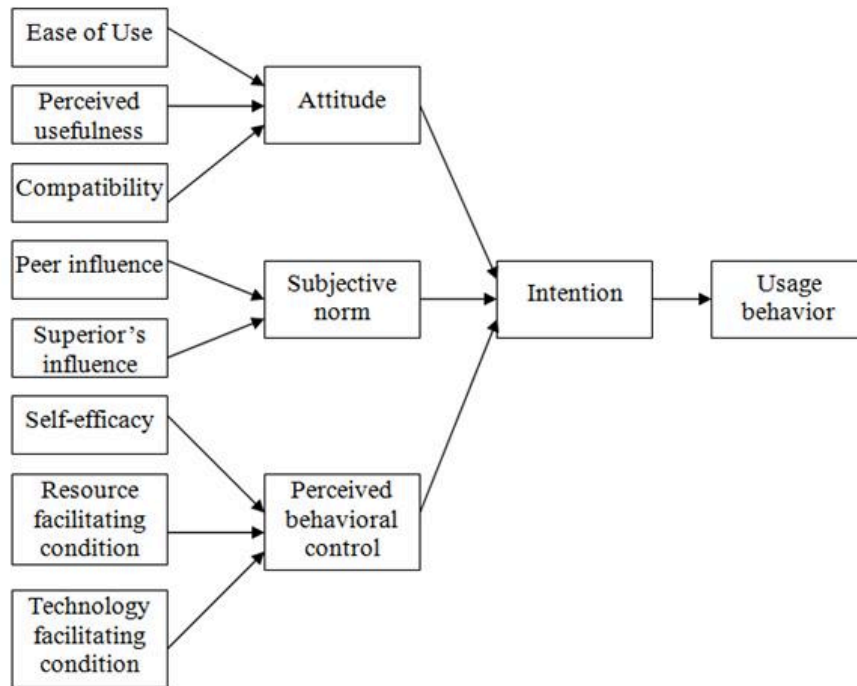 Ease of Use
Perceived
usefulness
Compatibility
Attitude
Peer influence
Superior’s
influence
Subjective
norm
Self-efficacy
Resource
facilitating
condition
Technology
facilitating
condition
Perceived
behavioral
control
Intention
Usage
behavior